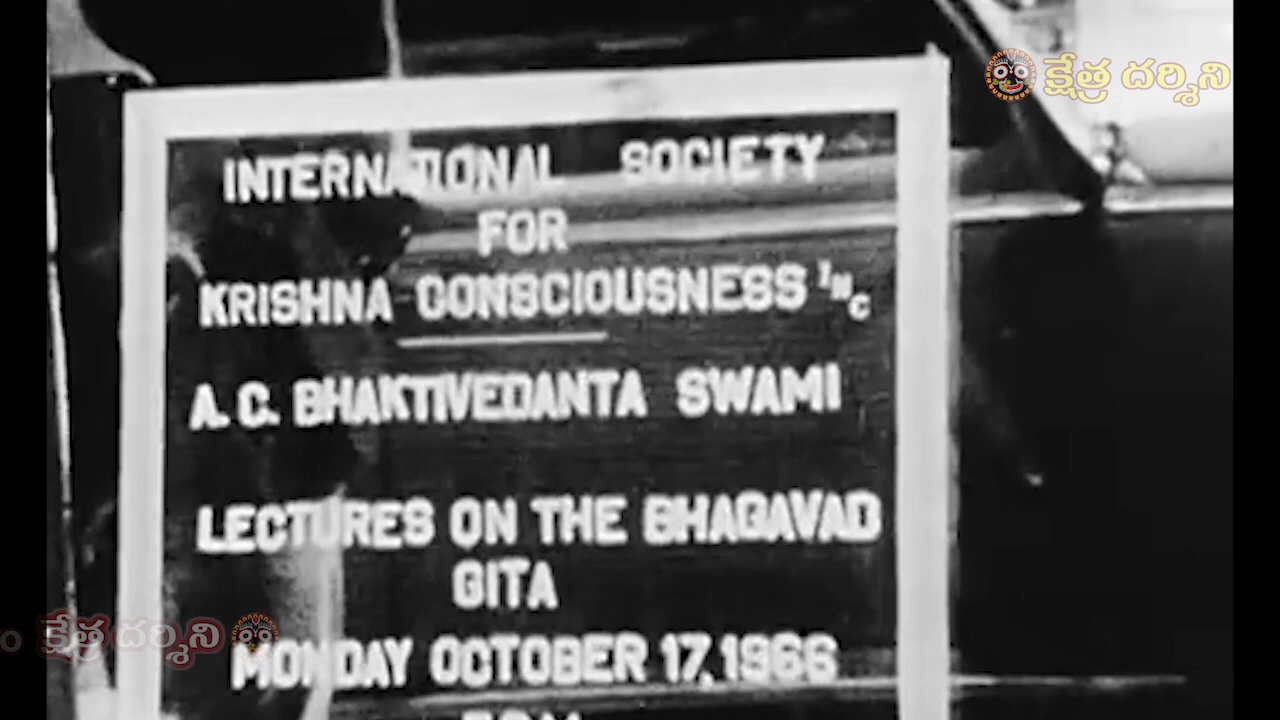 క్షేత్ర దర్శిని
INTERNATIONAL SOCIETY
FOR
KRISHNA CONSCIOUSNESS INC
A. C. BHAKTIVEDANTA SWAMI
LECTURES ON THE BHAGAVAD
GITA
క్షేత్ర దర్శిని
MONDAY OCTOBER 17, 1966